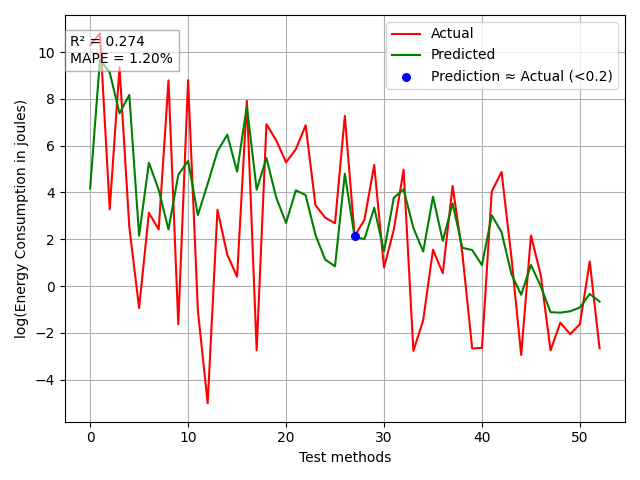 R² = 0.274
MAPE = 1.20%
Actual
Predicted
Prediction ≈ Actual (<0.2)
log(Energy Consumption in joules)
10
8
6
4
2
0
−2
−4
0
10
20
30
40
50
Test methods